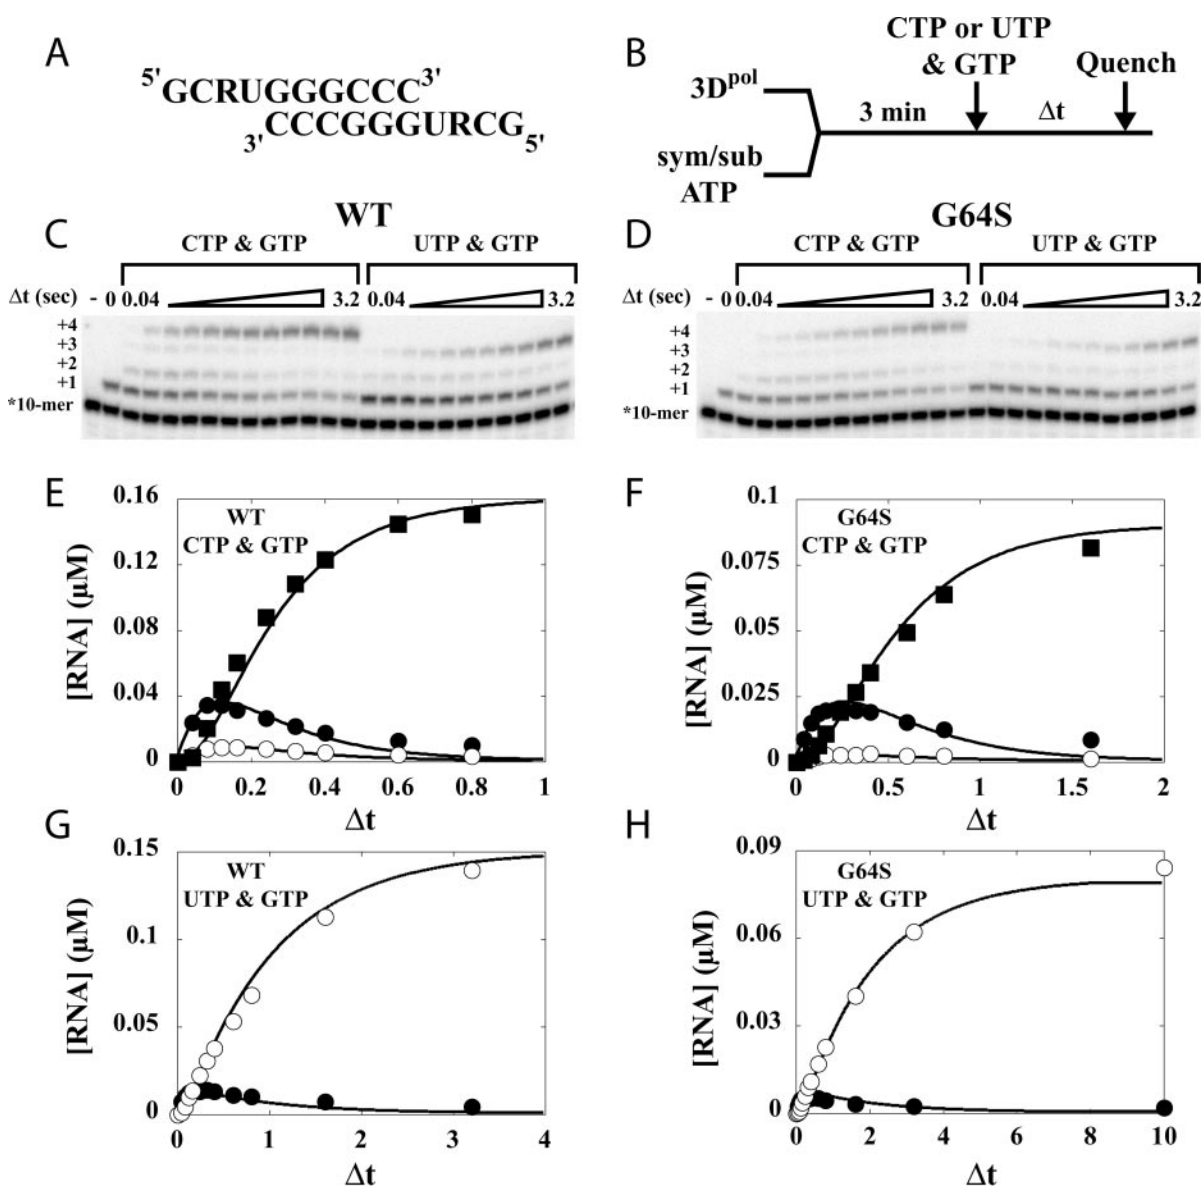 A
5'GCRUGGGCCC3'
3'CCCGGGURCG5'
B
CTP or UTP
& GTP
Quench
3Dpol
3 min
Δt
sym/sub
ATP
WT
C
CTP & GTP
UTP & GTP
Δt (sec)
- 0 0.04
3.2 0.04
3.2
+4
+3
+2
+1
*10-mer
G64S
D
CTP & GTP
UTP & GTP
Δt (sec)
- 0 0.04
3.2
0.04
3.2
+4
+3
+2
+1
*10-mer
E
WT
CTP & GTP
[RNA] (μM)
0.16
0.12
0.08
0.04
0
0 0.2 0.4 0.6 0.8 1
Δt
F
G64S
CTP & GTP
[RNA] (μM)
0.1
0.075
0.05
0.025
0
0 0.5 1 1.5 2
Δt
G
WT
UTP & GTP
[RNA] (μM)
0.15
0.1
0.05
0
0 1 2 3 4
Δt
H
G64S
UTP & GTP
[RNA] (μM)
0.09
0.06
0.03
0
0 2 4 6 8 10
Δt